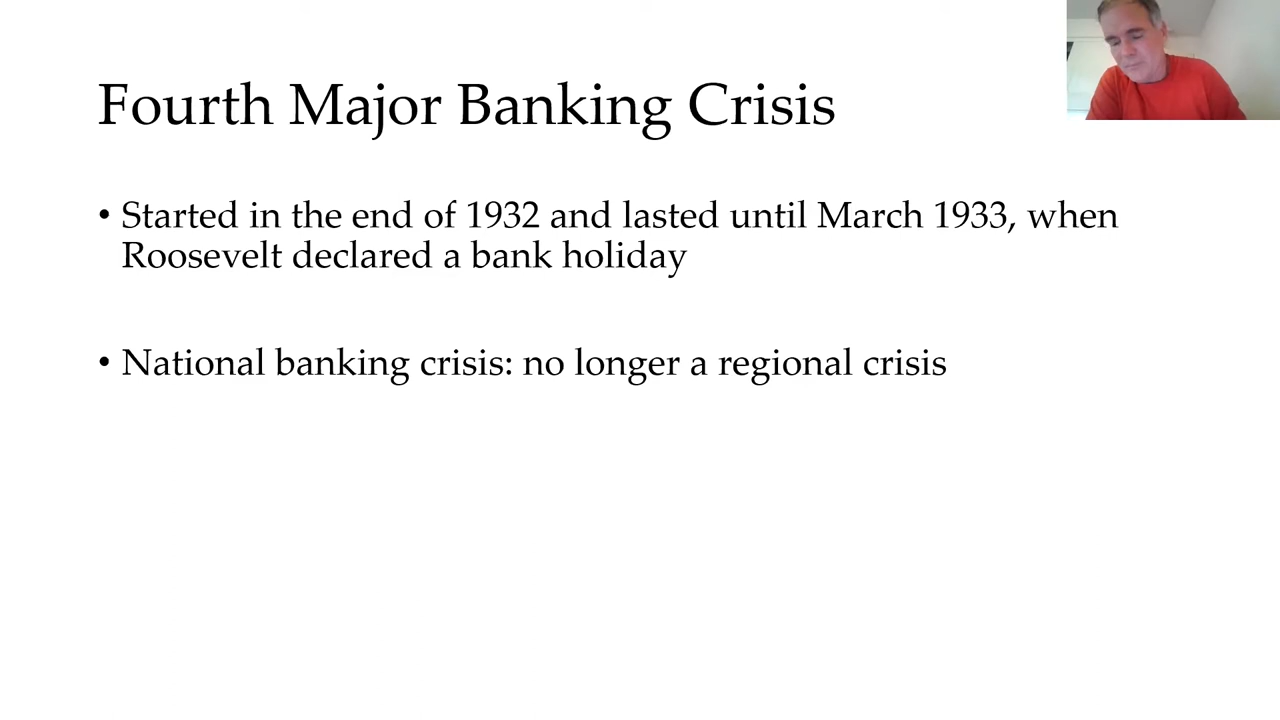 Fourth Major Banking Crisis
• Started in the end of 1932 and lasted until March 1933, when
Roosevelt declared a bank holiday
• National banking crisis: no longer a regional crisis